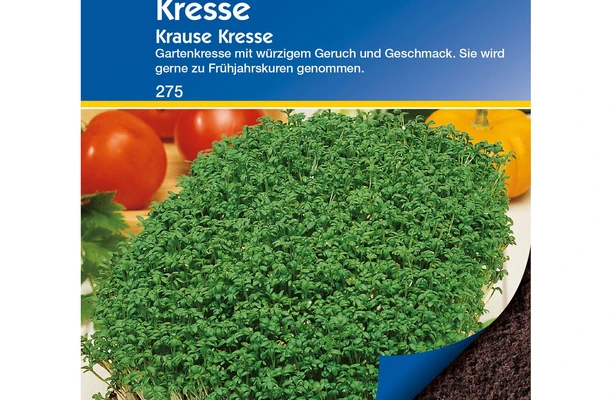 Kresse
Krause Kresse
Gartenkresse mit würzigem Geruch und Geschmack. Sie wird
gerne zu Frühjahrskuren genommen.
275